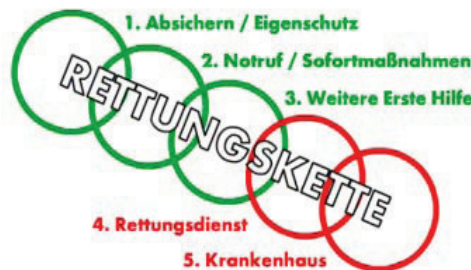 1. Absichern / Eigenschutz
2. Notruf / Sofortmaßnahmen
3. Weitere Erste Hilfe
RETTUNGSKETTE
4. Rettungsdienst
5. Krankenhaus